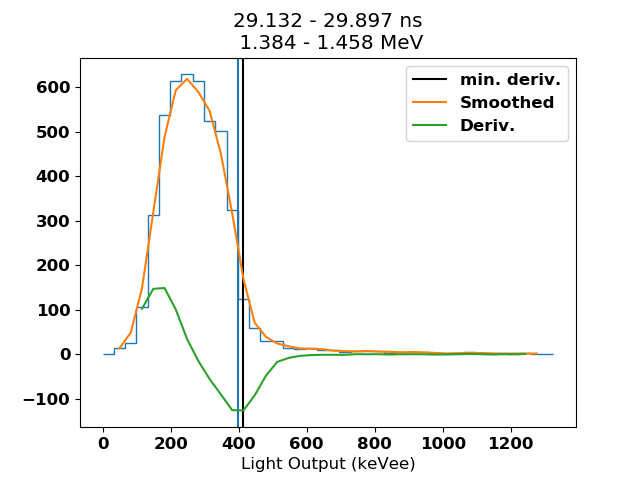 29.132 - 29.897 ns
1.384 - 1.458 MeV
min. deriv.
Smoothed
Deriv.
600
500
400
300
200
100
0
−100
0 200 400 600 800 1000 1200
Light Output (keVee)